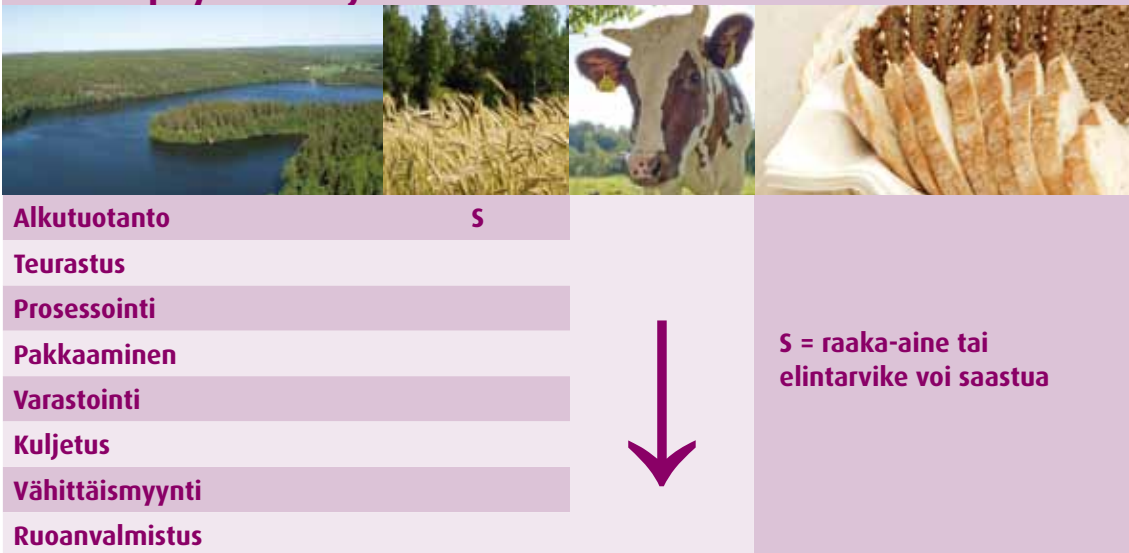 Alkutuotanto S
Teurastus
Prosessointi
Pakkaaminen
Varastointi
Kuljetus
Vähittäismyynti
Ruoanvalmistus
S = raaka-aine tai
elintarvike voi saastua